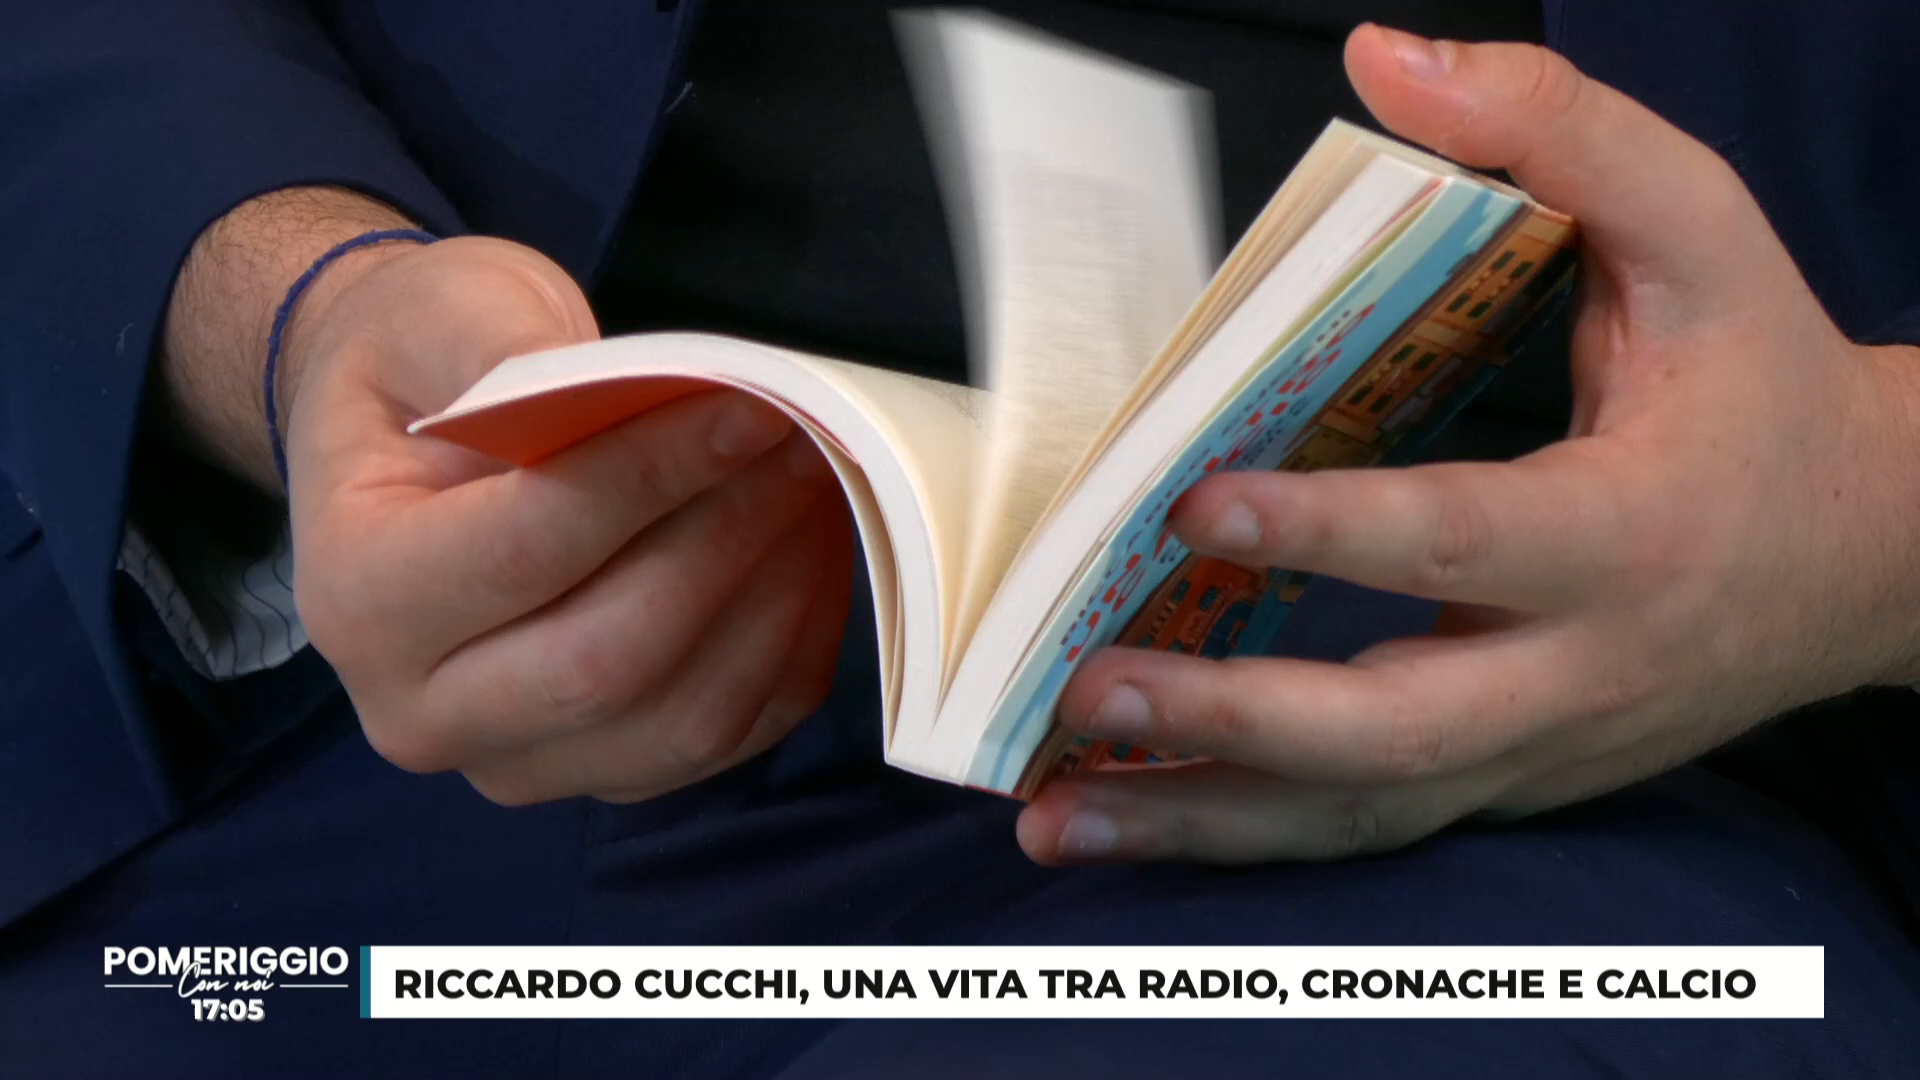 POMERIGGIO
Con noi
17:05
RICCARDO CUCCHI, UNA VITA TRA RADIO, CRONACHE E CALCIO